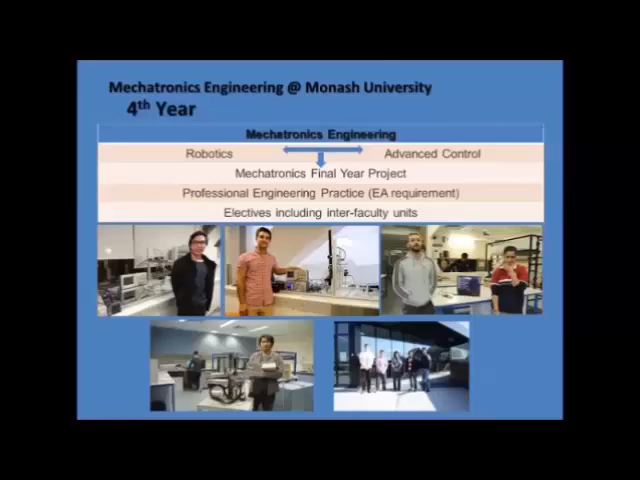 Mechatronics Engineering @ Monash University
4th Year
Mechatronics Engineering
Robotics Advanced Control
Mechatronics Final Year Project
Professional Engineering Practice (EA requirement)
Electives including inter-faculty units